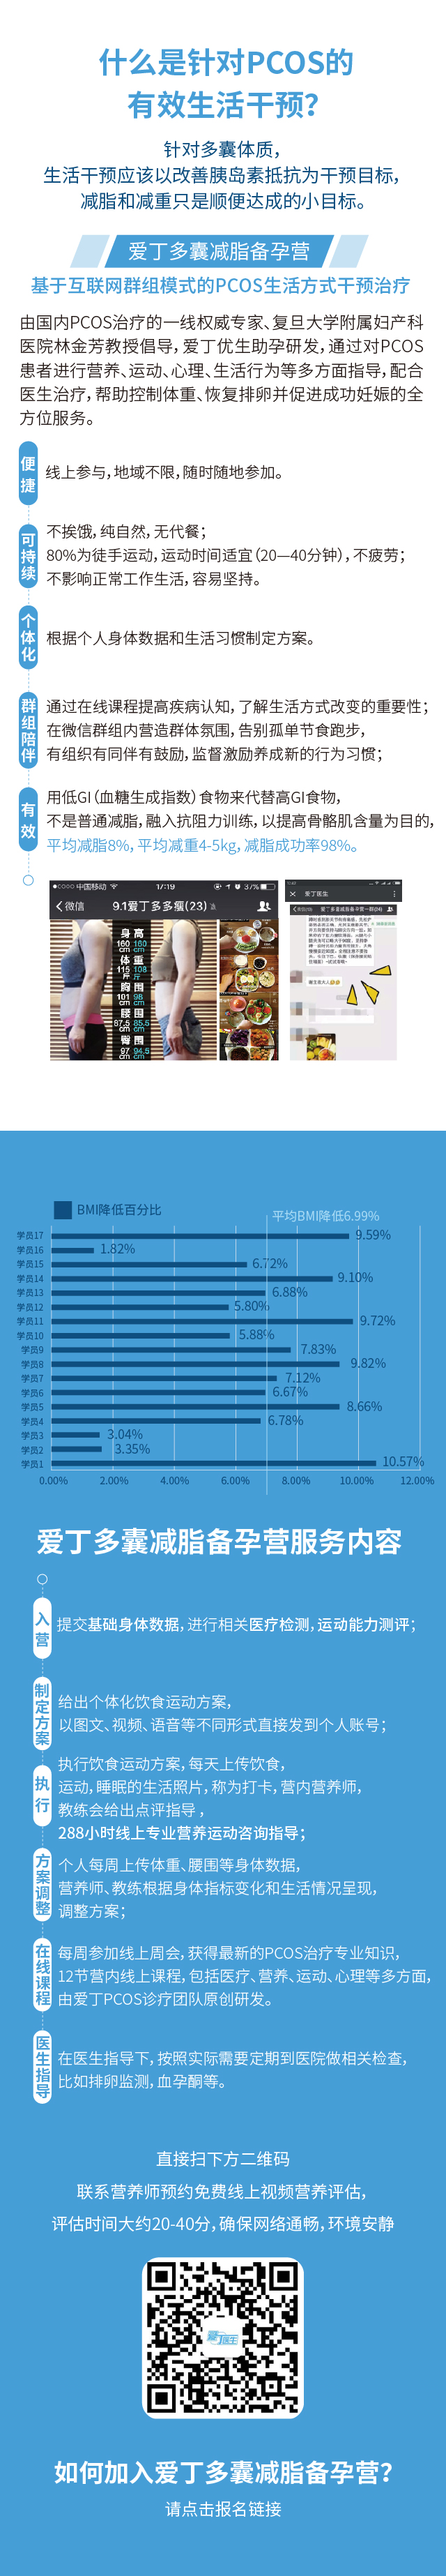 什么是针对PCOS的
有效生活干预？
针对多囊体质，
生活干预应该以改善胰岛素抵抗为干预目标，
减脂和减重只是顺便达成的小目标。
爱丁多囊减脂备孕营
基于互联网群组模式的PCOS生活方式干预治疗
由国内PCOS治疗的一线权威专家、复旦大学附属妇产科
医院林金芳教授倡导，爱丁优生助孕研发，通过对PCOS
患者进行营养、运动、心理、生活行为等多方面指导，配合
医生治疗，帮助控制体重、恢复排卵并促进成功妊娠的全
方位服务。
便捷
线上参与，地域不限，随时随地参加。
可持续
不挨饿，纯自然，无代餐；
80%为徒手运动，运动时间适宜（20—40分钟），不疲劳；
不影响正常工作生活，容易坚持。
个体化
根据个人身体数据和生活习惯制定方案。
群组陪伴
通过在线课程提高疾病认知，了解生活方式改变的重要性；
在微信群组内营造群体氛围，告别孤单节食跑步，
有组织有同伴有鼓励，监督激励养成新的行为习惯；
有效
用低GI（血糖生成指数）食物来代替高GI食物，
不是普通减脂，融入抗阻力训练，以提高骨骼肌含量为目的，
平均减脂8%，平均减重4-5kg，减脂成功率98%。
中国移动 17:19 37%
微信 9.1爱丁多多瘦(23)
身高 160cm 高 160cm
体 115斤 重 108斤
胸 101cm 围 98cm
腰 87.5cm 围 85.5cm
臀 97cm 围 94.5cm
爱丁医生
BMI降低百分比
平均BMI降低6.99%
学员17 9.59%
学员16 1.82%
学员15 6.72%
学员14 9.10%
学员13 6.88%
学员12 5.80%
学员11 9.72%
学员10 5.88%
学员9 7.83%
学员8 9.82%
学员7 7.12%
学员6 6.67%
学员5 8.66%
学员4 6.78%
学员3 3.04%
学员2 3.35%
学员1 10.57%
0.00% 2.00% 4.00% 6.00% 8.00% 10.00% 12.00%
爱丁多囊减脂备孕营服务内容
入营
提交基础身体数据，进行相关医疗检测，运动能力测评；
制定方案
给出个体化饮食运动方案，
以图文、视频、语音等不同形式直接发到个人账号；
执行
执行饮食运动方案，每天上传饮食，
运动，睡眠的生活照片，称为打卡，营内营养师，
教练会给出点评指导，
288小时线上专业营养运动咨询指导；
方案调整
个人每周上传体重、腰围等身体数据，
营养师、教练根据身体指标变化和生活情况呈现，
调整方案；
在线课程
每周参加线上周会，获得最新的PCOS治疗专业知识，
12节营内线上课程，包括医疗、营养、运动、心理等多方面，
由爱丁PCOS诊疗团队原创研发。
医生指导
在医生指导下，按照实际需要定期到医院做相关检查，
比如排卵监测，血孕酮等。
直接扫下方二维码
联系营养师预约免费线上视频营养评估，
评估时间大约20-40分，确保网络通畅，环境安静
爱丁医生
如何加入爱丁多囊减脂备孕营？
请点击报名链接